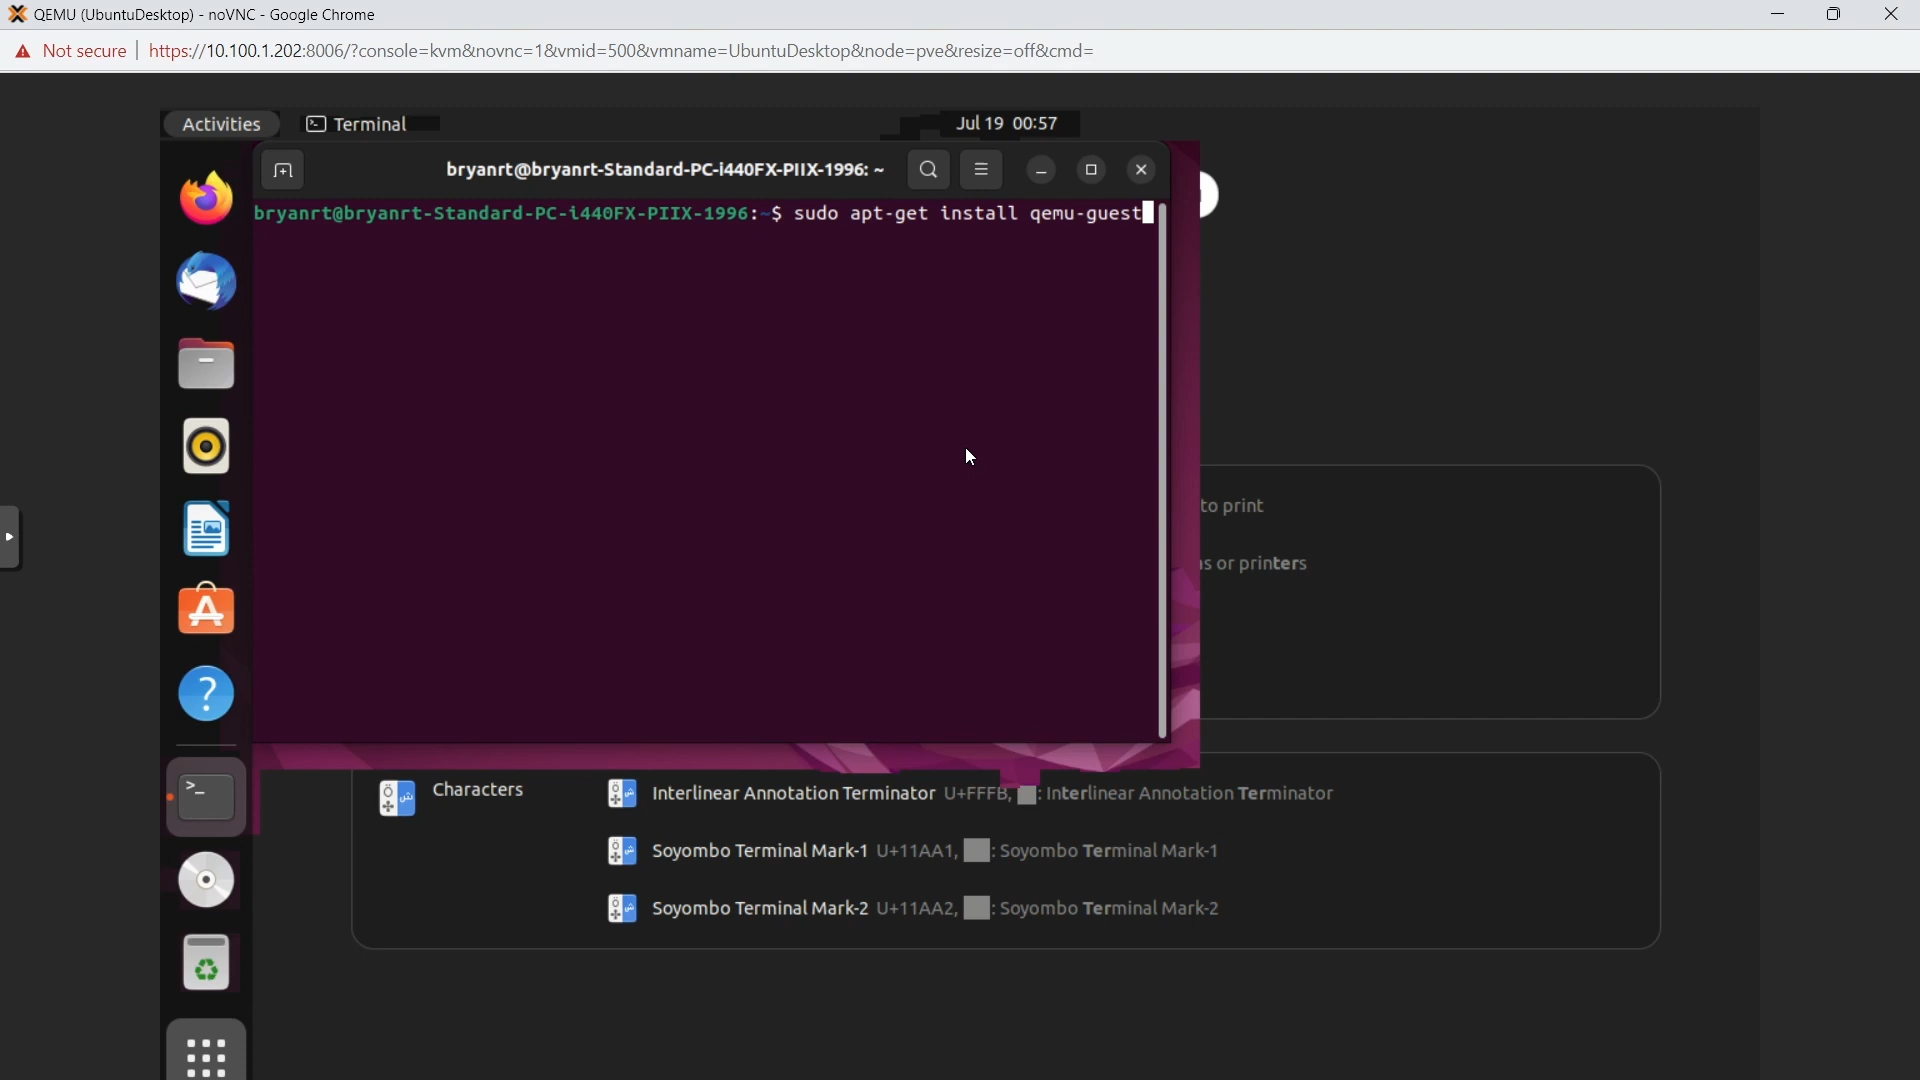 QEMU (UbuntuDesktop) - noVNC - Google Chrome
Not secure https://10.100.1.202:8006/?console=kvm&novnc=1&vmid=500&vmname=UbuntuDesktop&node=pve&resize=off&cmd=
Activities Terminal Jul 19 00:57
bryanrt@bryanrt-Standard-PC-i440FX-PIIX-1996: ~
bryanrt@bryanrt-Standard-PC-i440FX-PIIX-1996:~$ sudo apt-get install qemu-guest
to print
or printers
Characters
Interlinear Annotation Terminator U+FFFB, : Interlinear Annotation Terminator
Soyombo Terminal Mark-1 U+11AA1, : Soyombo Terminal Mark-1
Soyombo Terminal Mark-2 U+11AA2, : Soyombo Terminal Mark-2